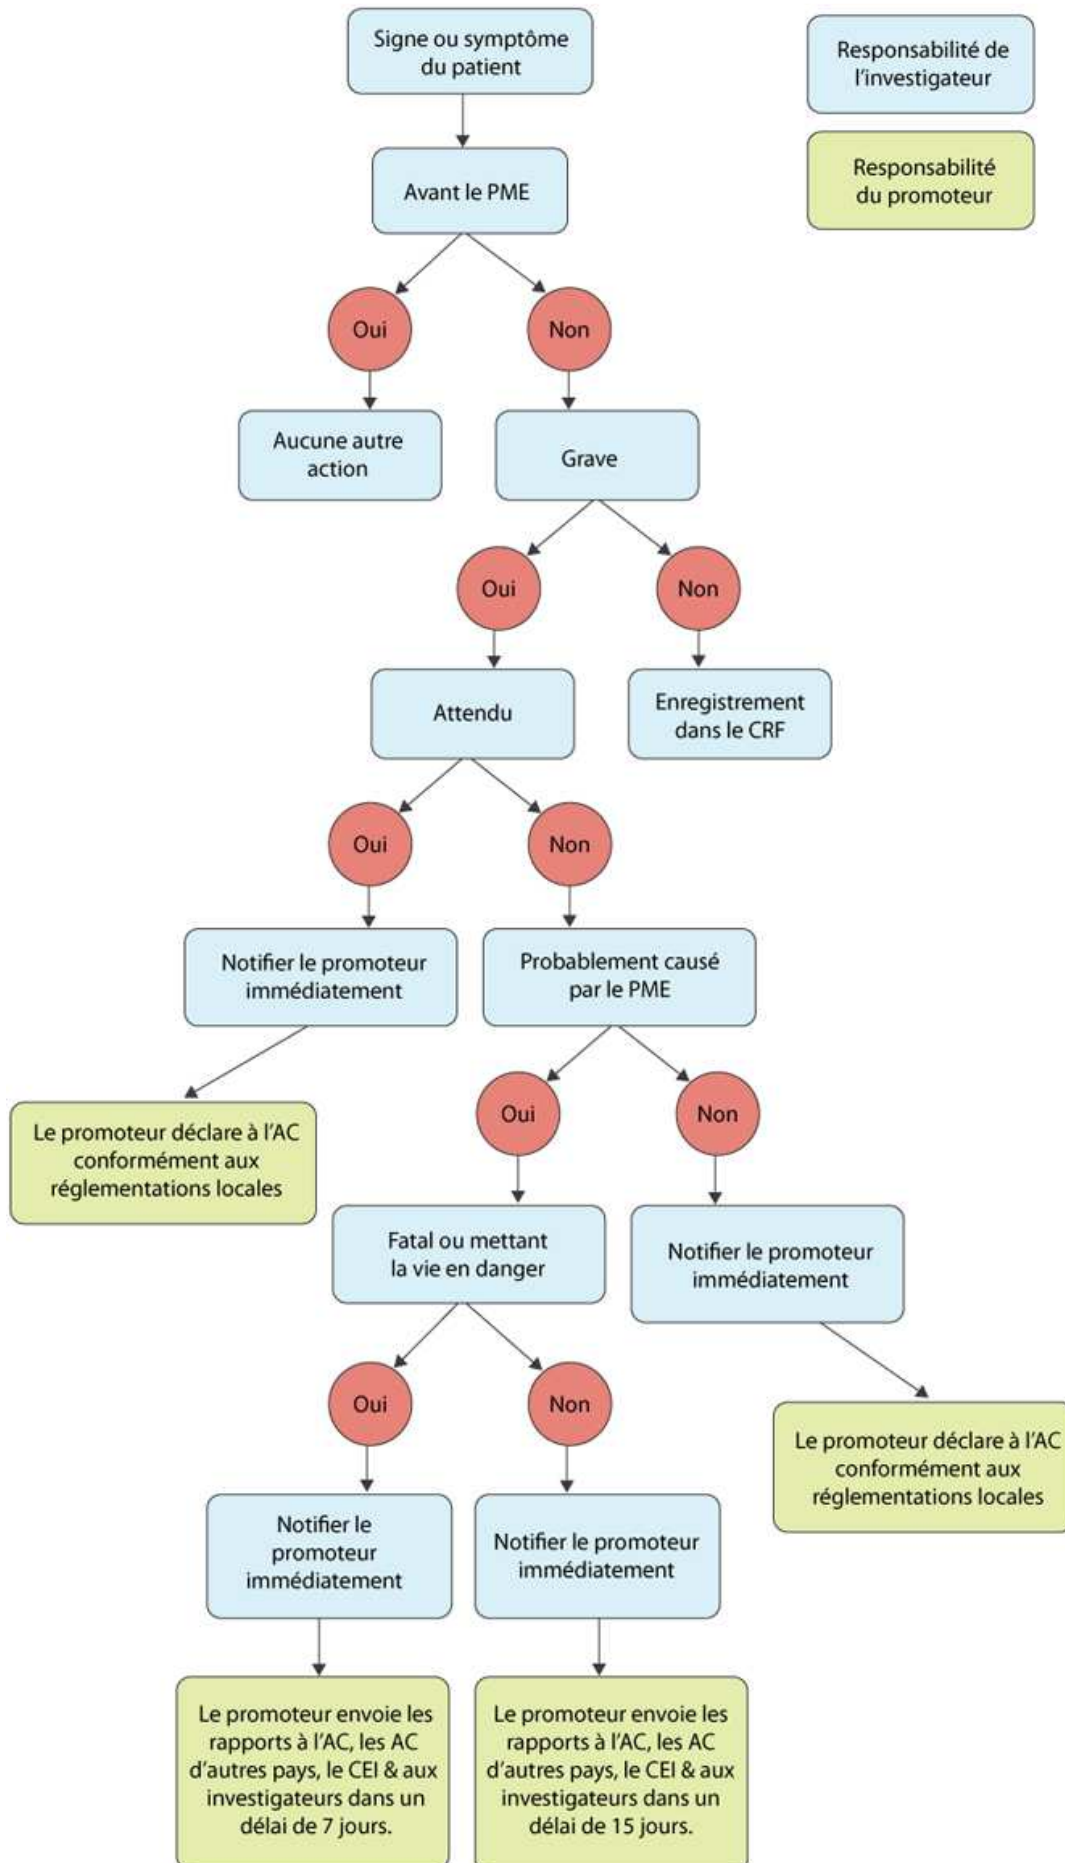 Signe ou symptôme
du patient
Responsabilité de
l'investigateur
Responsabilité
du promoteur
Avant le PME
Oui
Non
Aucune autre
action
Grave
Oui
Non
Attendu
Enregistrement
dans le CRF
Oui
Non
Notifier le promoteur
immédiatement
Probablement causé
par le PME
Oui
Non
Le promoteur déclare à l'AC
conformément aux
réglementations locales
Fatal ou mettant
la vie en danger
Notifier le promoteur
immédiatement
Oui
Non
Le promoteur déclare à l'AC
conformément aux
réglementations locales
Notifier le
promoteur
immédiatement
Notifier le promoteur
immédiatement
Le promoteur envoie les
rapports à l'AC, les AC
d'autres pays, le CEI & aux
investigateurs dans un
délai de 7 jours.
Le promoteur envoie les
rapports à l'AC, les AC
d'autres pays, le CEI & aux
investigateurs dans un
délai de 15 jours.